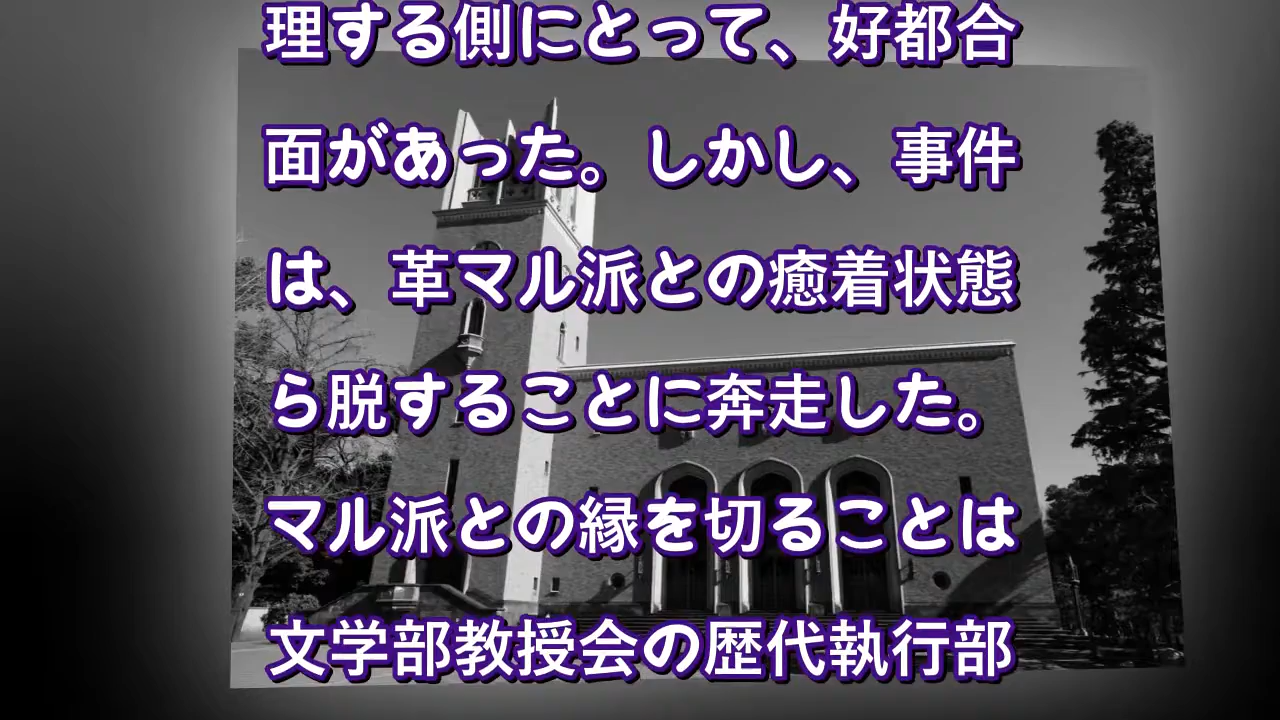 理する側にとって、好都合
面があった。しかし、事件
は、革マル派との癒着状態
ら脱することに奔走した。
マル派との縁を切ることは
文学部教授会の歴代執行部